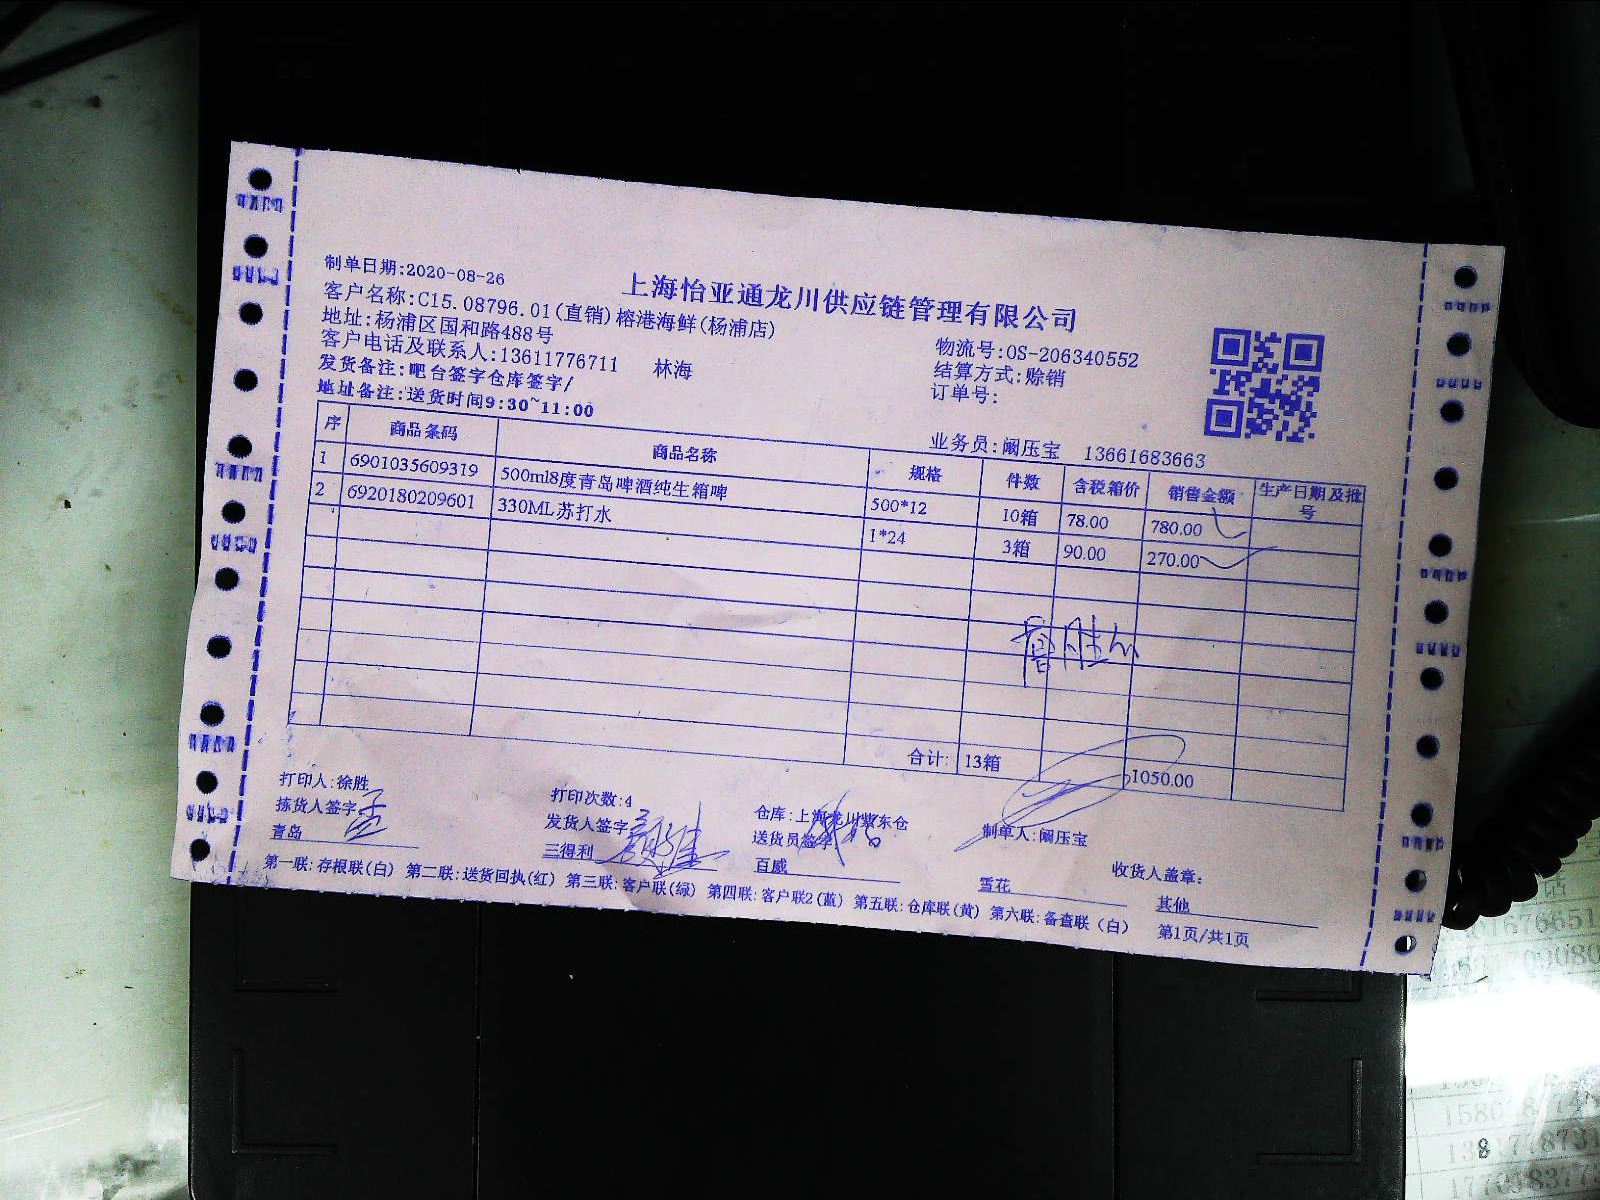 制单日期:2020-08-26
上海怡亚通龙川供应链管理有限公司
客户名称:C15.08796.01(直销)榕港海鲜(杨浦店)
地址:杨浦区国和路488号
客户电话及联系人:13611776711 林海
发货备注:吧台签字仓库签字/
地址备注:送货时间9:30~11:00
物流号:OS-206340552
结算方式:赊销
订单号:
业务员:阚压宝 13661683663
序 商品条码 商品名称 规格 件数 含税箱价 销售金额 生产日期及批号
1 6901035609319 500ml8度青岛啤酒纯生箱啤 500*12 10箱 78.00 780.00
2 6920180209601 330ML苏打水 1*24 3箱 90.00 270.00
合计: 13箱 1050.00
打印人:徐胜 打印次数:4 仓库:上海龙川紫东仓 制单人:阚压宝
拣货人签字 发货人签字 送货员签字 收货人盖章:
青岛 三得利 百威 雪花 其他
第一联:存根联(白) 第二联:送货回执(红) 第三联:客户联(绿) 第四联:客户联2(蓝) 第五联:仓库联(黄) 第六联:备查联(白) 第1页/共1页